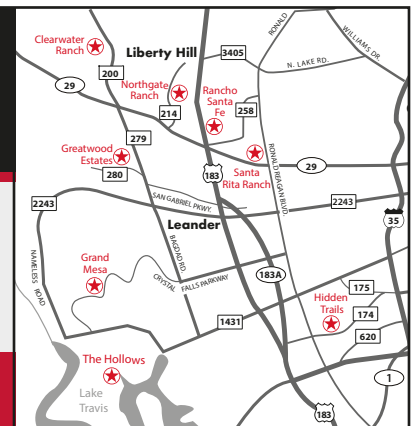 Clearwater
Ranch
Liberty Hill
RONALD
WILLIAMS DR.
3405
N. LAKE RD.
200
29
Northgate
Ranch
Rancho
Santa
Fe
258
214
279
Greatwood
Estates
280
183
Santa
Rita Ranch
29
RONALD REAGAN BLVD.
2243
SAN GABRIEL PKWY.
2243
35
Leander
NAMELESS ROAD
BAGDAD RD.
Grand
Mesa
CRYSTAL FALLS PARKWAY
183A
175
Hidden
Trails
174
1431
620
The Hollows
Lake
Travis
1
183